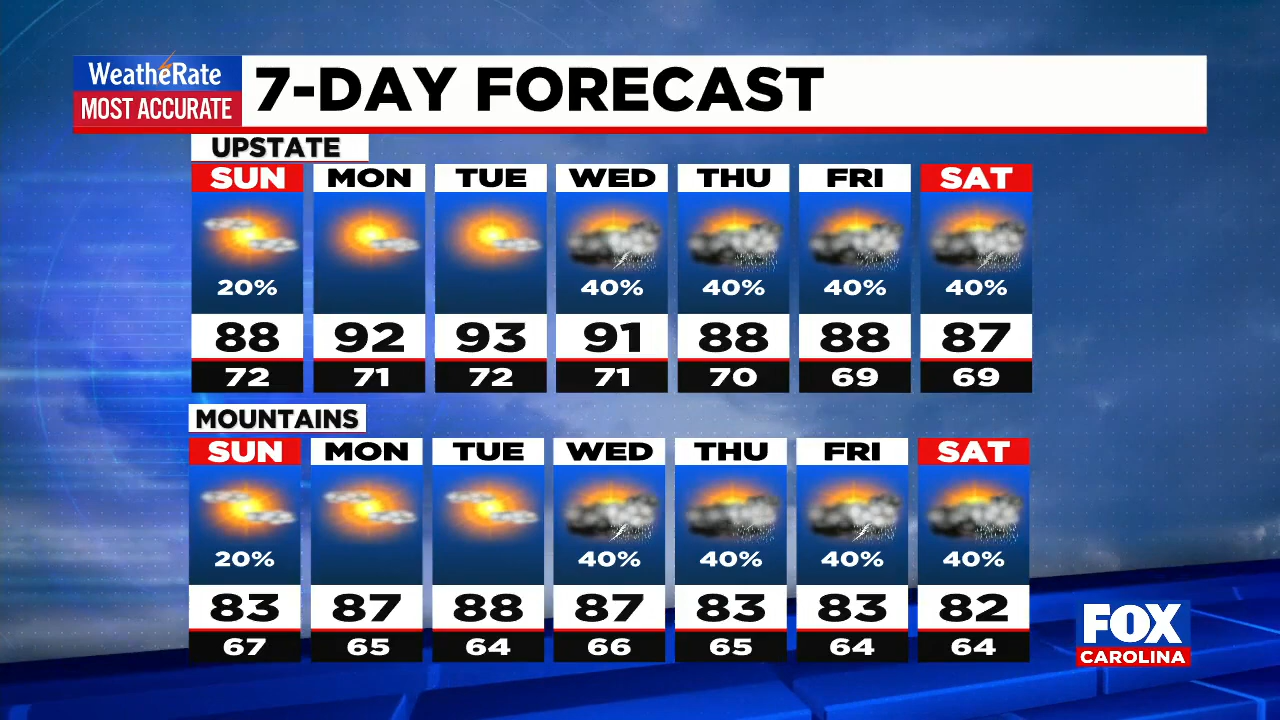 WeatheRate
MOST ACCURATE
7-DAY FORECAST
UPSTATE
SUN MON TUE WED THU FRI SAT
20% 40% 40% 40% 40%
88 92 93 91 88 88 87
72 71 72 71 70 69 69
MOUNTAINS
SUN MON TUE WED THU FRI SAT
20% 40% 40% 40% 40%
83 87 88 87 83 83 82
67 65 64 66 65 64 64
FOX
CAROLINA